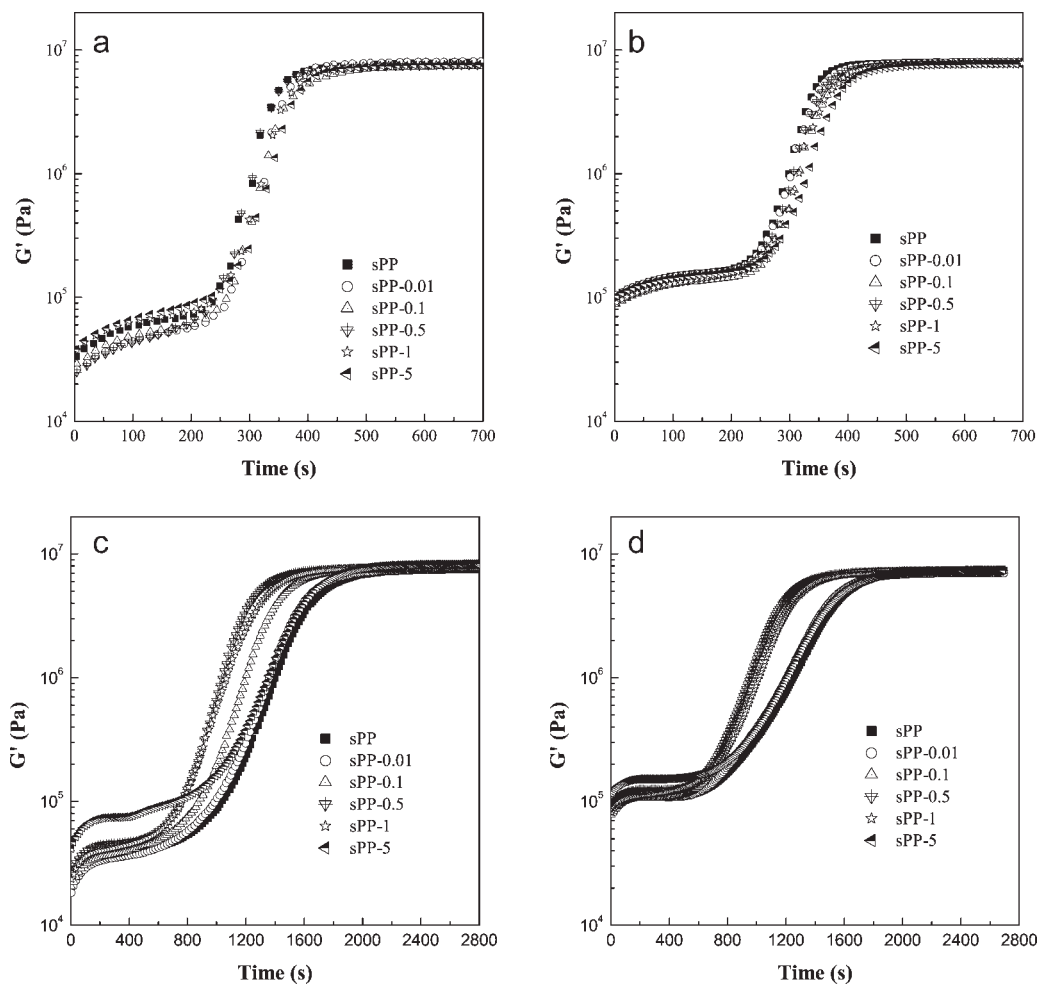 a
G' (Pa)
10⁷
10⁶
10⁵
10⁴
sPP
sPP-0.01
sPP-0.1
sPP-0.5
sPP-1
sPP-5
0 100 200 300 400 500 600 700
Time (s)
b
G' (Pa)
10⁷
10⁶
10⁵
10⁴
sPP
sPP-0.01
sPP-0.1
sPP-0.5
sPP-1
sPP-5
0 100 200 300 400 500 600 700
Time (s)
c
G' (Pa)
10⁷
10⁶
10⁵
10⁴
sPP
sPP-0.01
sPP-0.1
sPP-0.5
sPP-1
sPP-5
0 400 800 1200 1600 2000 2400 2800
Time (s)
d
G' (Pa)
10⁷
10⁶
10⁵
10⁴
sPP
sPP-0.01
sPP-0.1
sPP-0.5
sPP-1
sPP-5
0 400 800 1200 1600 2000 2400 2800
Time (s)